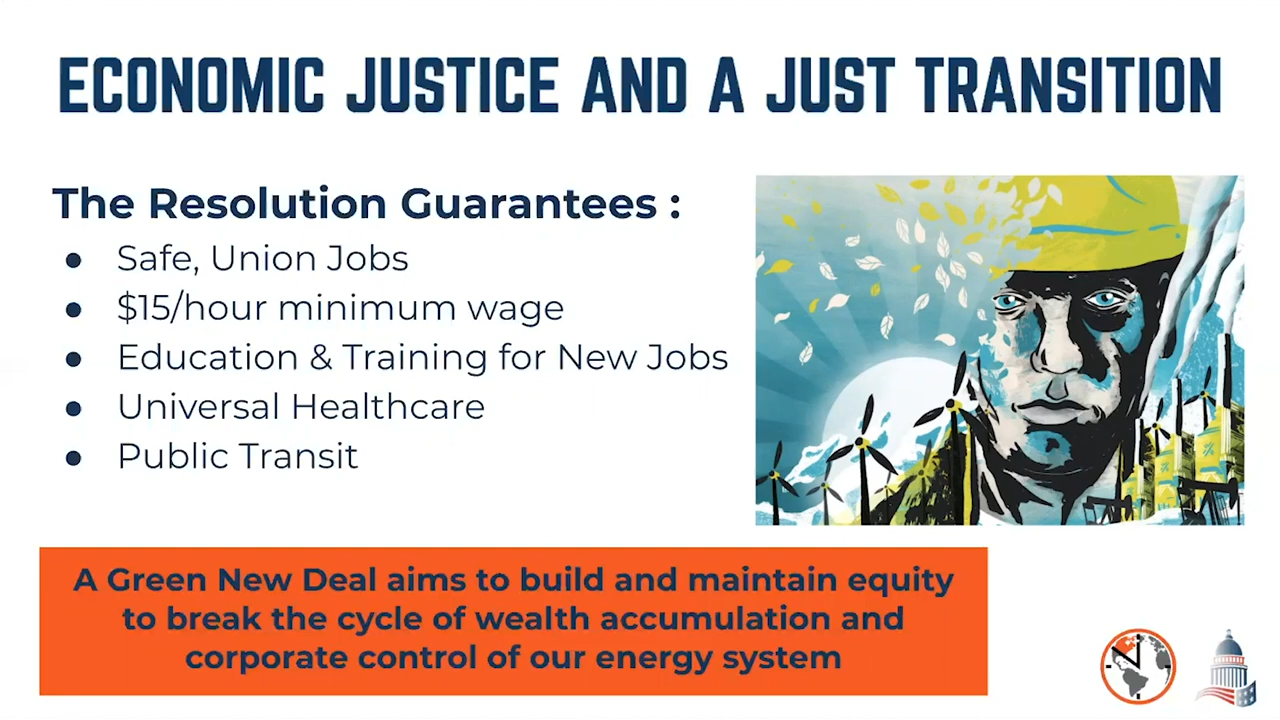 ECONOMIC JUSTICE AND A JUST TRANSITION
The Resolution Guarantees :
● Safe, Union Jobs
● $15/hour minimum wage
● Education & Training for New Jobs
● Universal Healthcare
● Public Transit
A Green New Deal aims to build and maintain equity
to break the cycle of wealth accumulation and
corporate control of our energy system